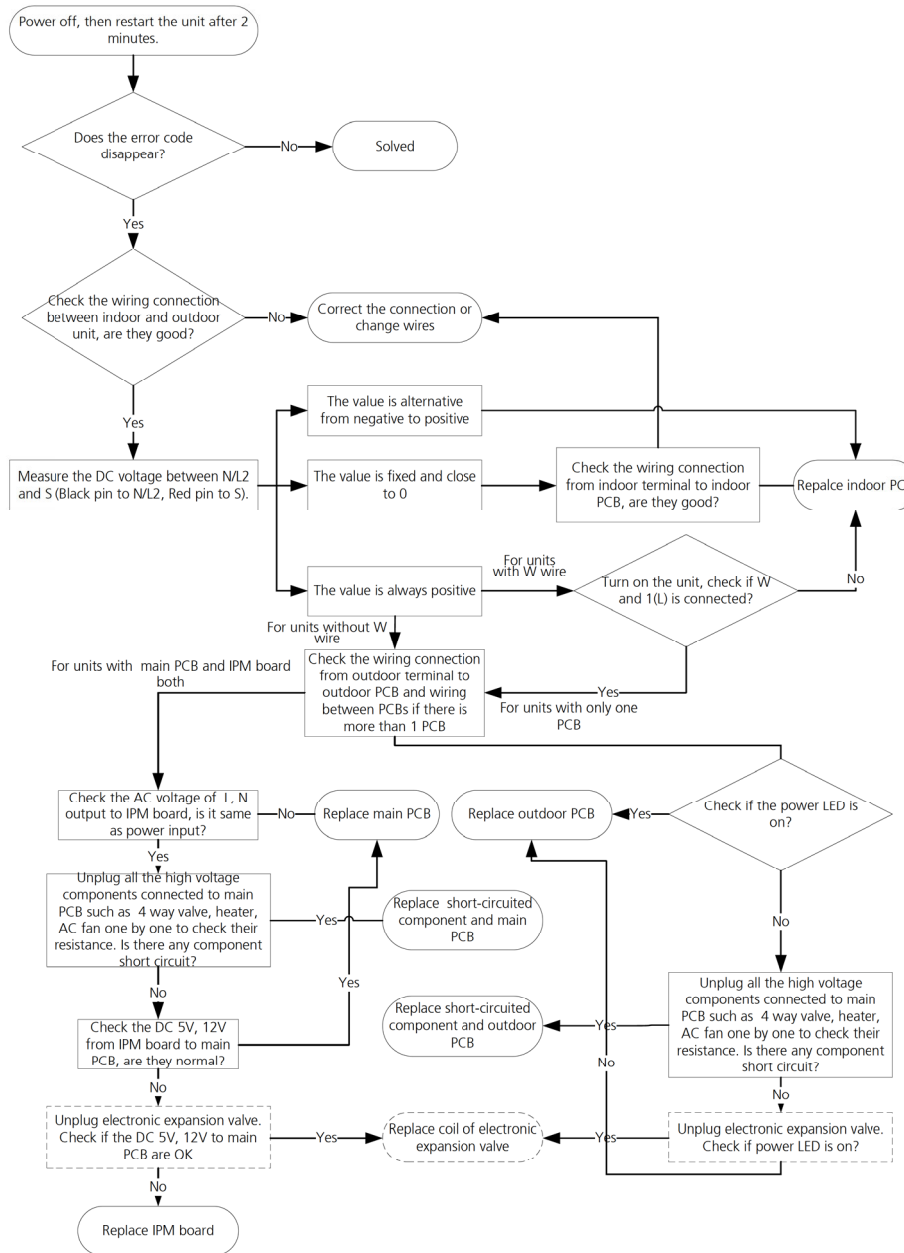 Power off, then restart the unit after 2
minutes.
Does the error code
disappear?
No
Solved
Yes
Check the wiring connection
between indoor and outdoor
unit, are they good?
No
Correct the connection or
change wires
Yes
The value is alternative
from negative to positive
Measure the DC voltage between N/L2
and S (Black pin to N/L2, Red pin to S).
The value is fixed and close
to 0
Check the wiring connection
from indoor terminal to indoor
PCB, are they good?
Repalce indoor PC
The value is always positive
For units
with W wire
Turn on the unit, check if W
and 1(L) is connected?
No
For units without W
wire
For units with  main PCB and IPM board
both
Check the wiring connection
from outdoor terminal to
outdoor PCB and wiring
between PCBs if there is
more than 1 PCB
Yes
For units with only one
PCB
Check the AC voltage of  L, N
output to IPM board, is it same
as power input?
No
Replace main PCB
Replace outdoor PCB
Yes
Check if the power LED is
on?
Yes
Unplug all the high voltage
components connected to main
PCB such as  4 way valve, heater,
AC fan one by one to check their
resistance. Is there any component
short circuit?
Yes
Replace  short-circuited
component and main
PCB
No
Yes
No
Check the DC 5V, 12V
from IPM board to main
PCB, are they normal?
Replace short-circuited
component and outdoor
PCB
Yes
Unplug all the high voltage
components connected to main
PCB such as  4 way valve, heater,
AC fan one by one to check their
resistance. Is there any component
short circuit?
No
No
No
Unplug electronic expansion valve.
Check if the DC 5V, 12V to main
PCB are OK
Yes
Replace coil of electronic
expansion valve
Yes
Unplug electronic expansion valve.
Check if power LED is on?
No
Replace IPM board